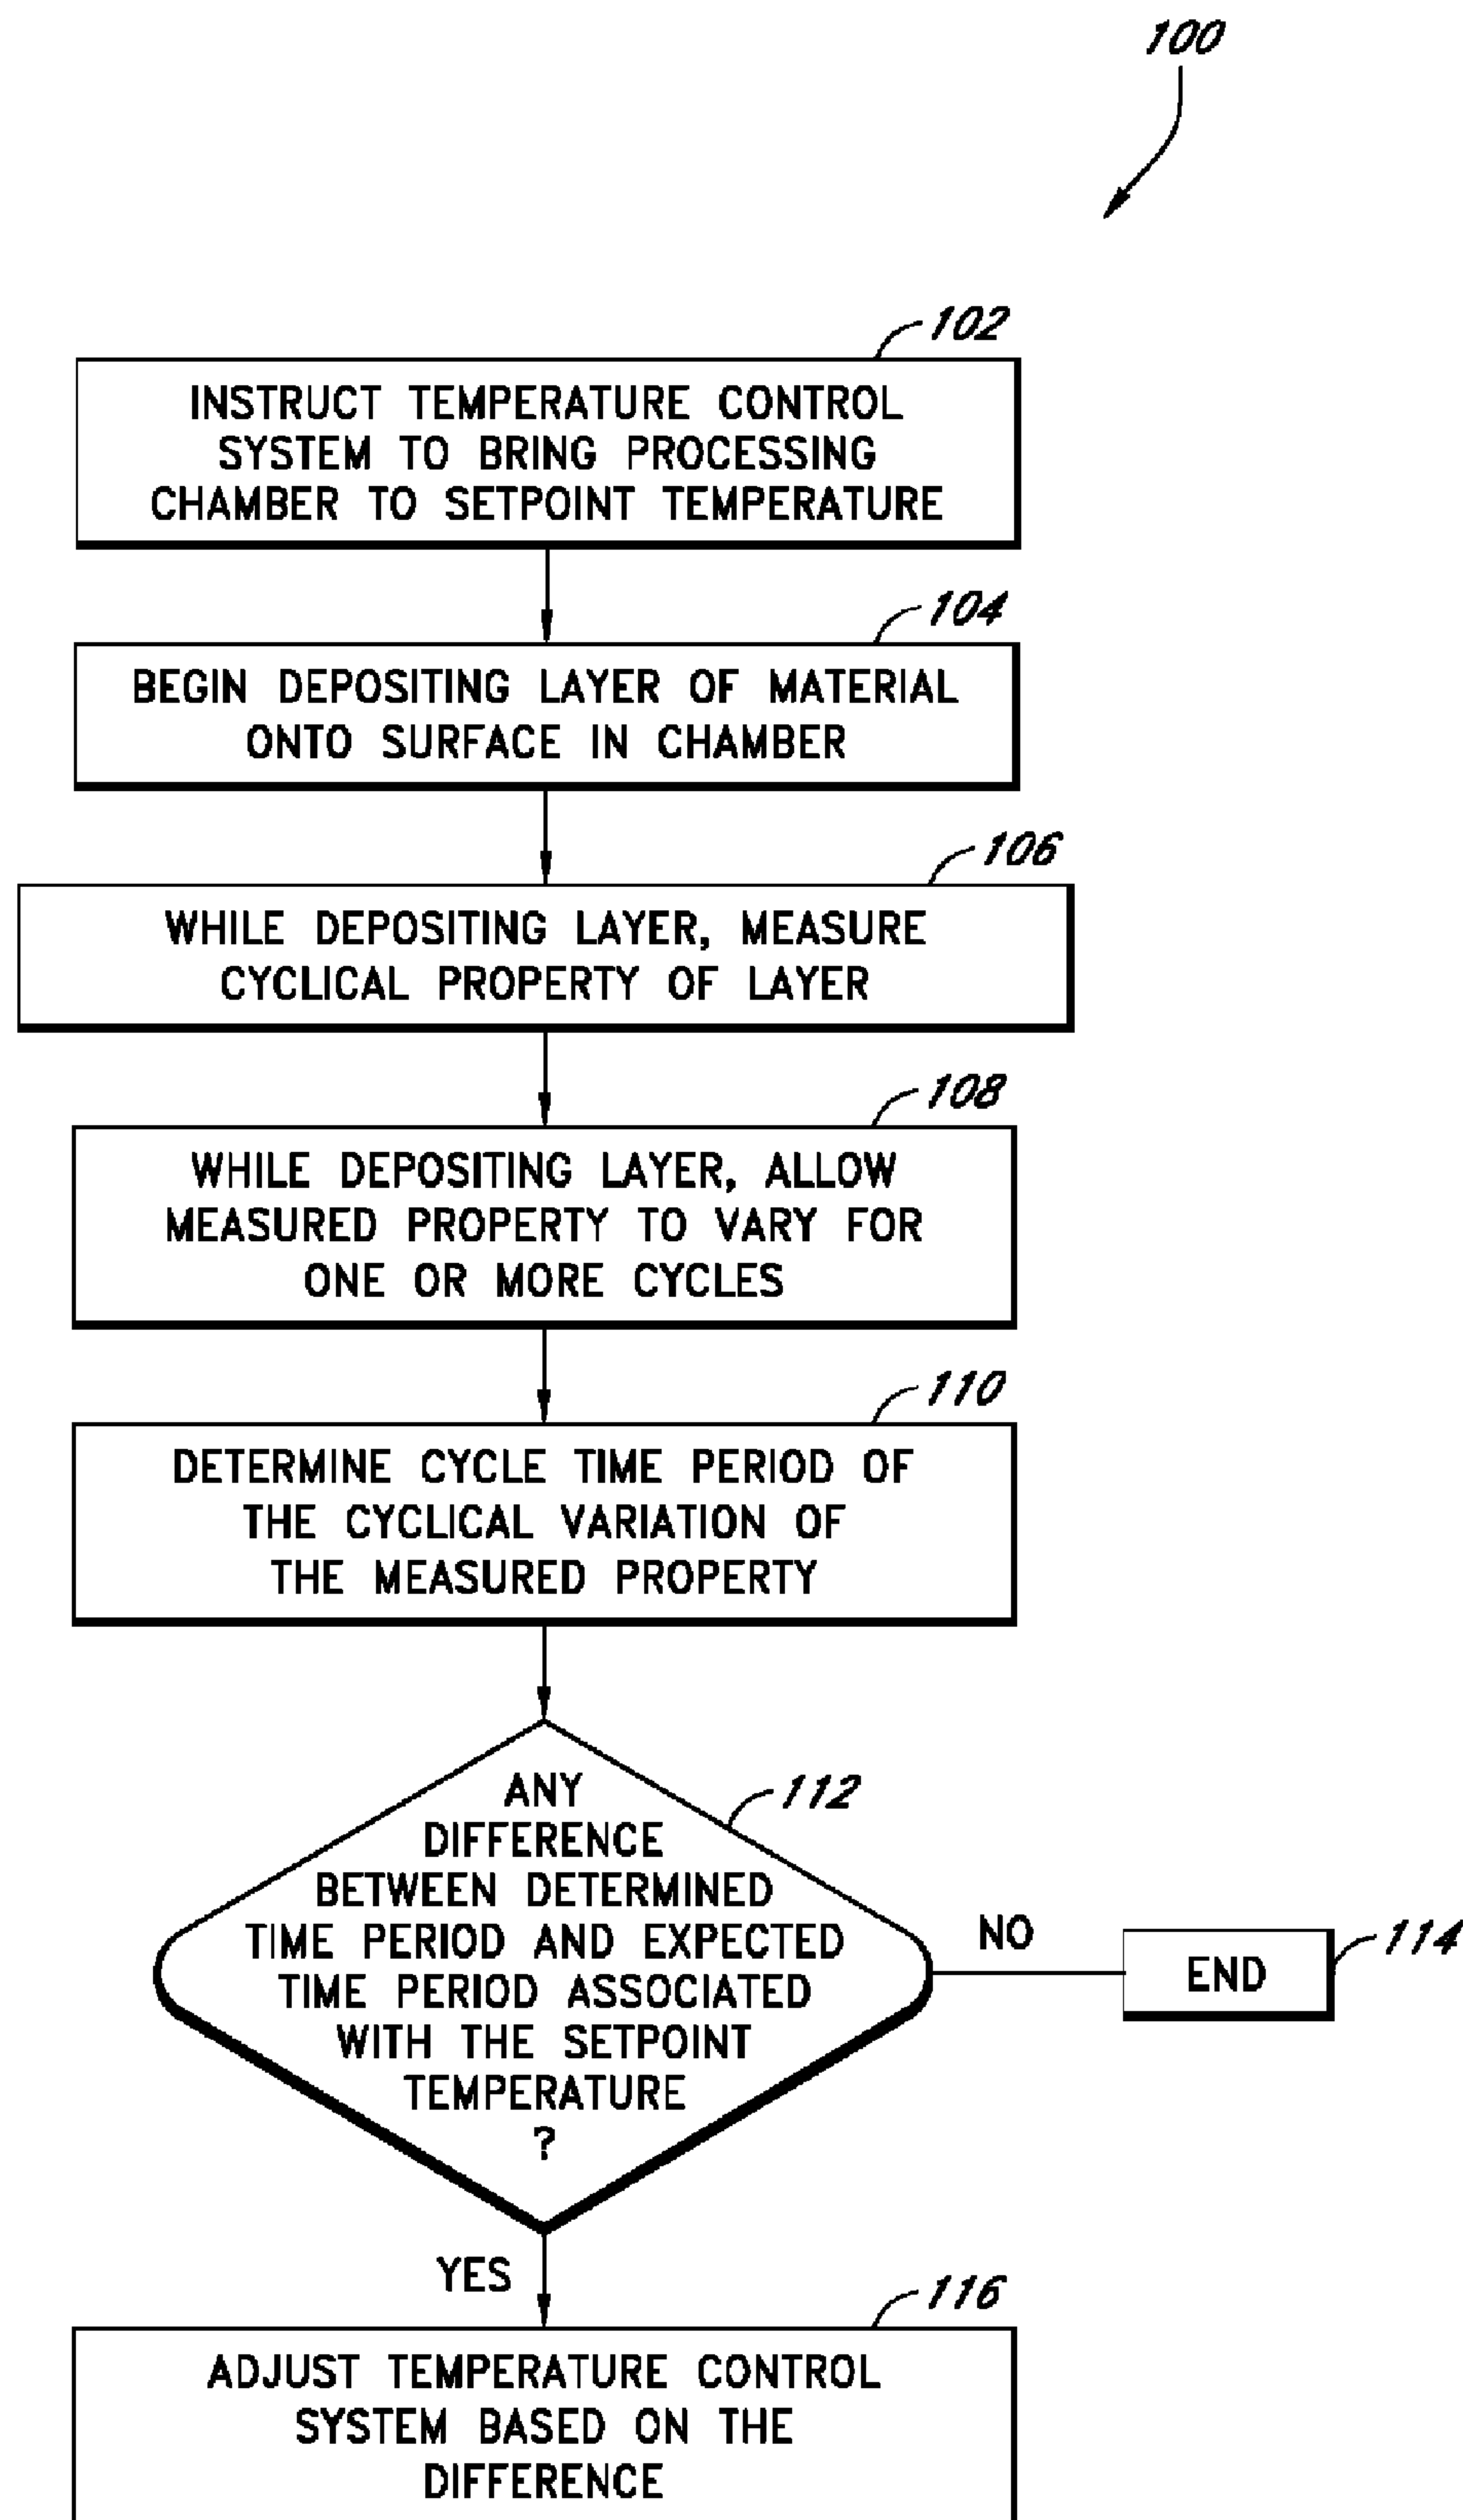 100
102
INSTRUCT TEMPERATURE CONTROL
SYSTEM TO BRING PROCESSING
CHAMBER TO SETPOINT TEMPERATURE
104
BEGIN DEPOSITING LAYER OF MATERIAL
ONTO SURFACE IN CHAMBER
106
WHILE DEPOSITING LAYER, MEASURE
CYCLICAL PROPERTY OF LAYER
108
WHILE DEPOSITING LAYER, ALLOW
MEASURED PROPERTY TO VARY FOR
ONE OR MORE CYCLES
110
DETERMINE CYCLE TIME PERIOD OF
THE CYCLICAL VARIATION OF
THE MEASURED PROPERTY
112
ANY
DIFFERENCE
BETWEEN DETERMINED
TIME PERIOD AND EXPECTED
TIME PERIOD ASSOCIATED
WITH THE SETPOINT
TEMPERATURE
?
NO
END
114
YES
116
ADJUST TEMPERATURE CONTROL
SYSTEM BASED ON THE
DIFFERENCE